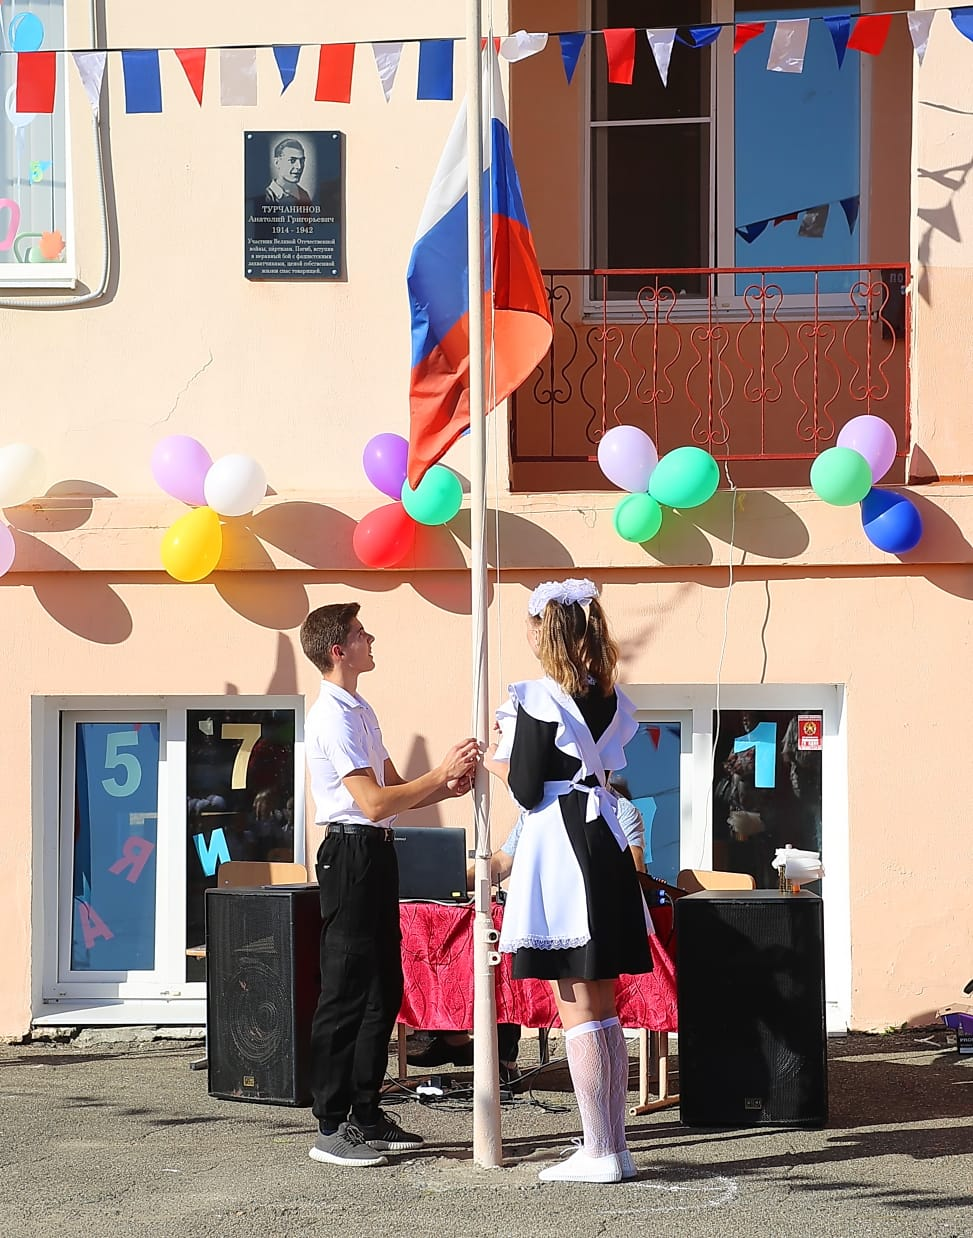 ТУРЧАНИНОВ
Анатолий Григорьевич
1914 - 1942
Участник Великой Отечественной
войны, партизан. Погиб, вступив
в неравный бой с фашистскими
захватчиками, ценой собственной
жизни спас товарищей.
5
7
1
Я
И
А